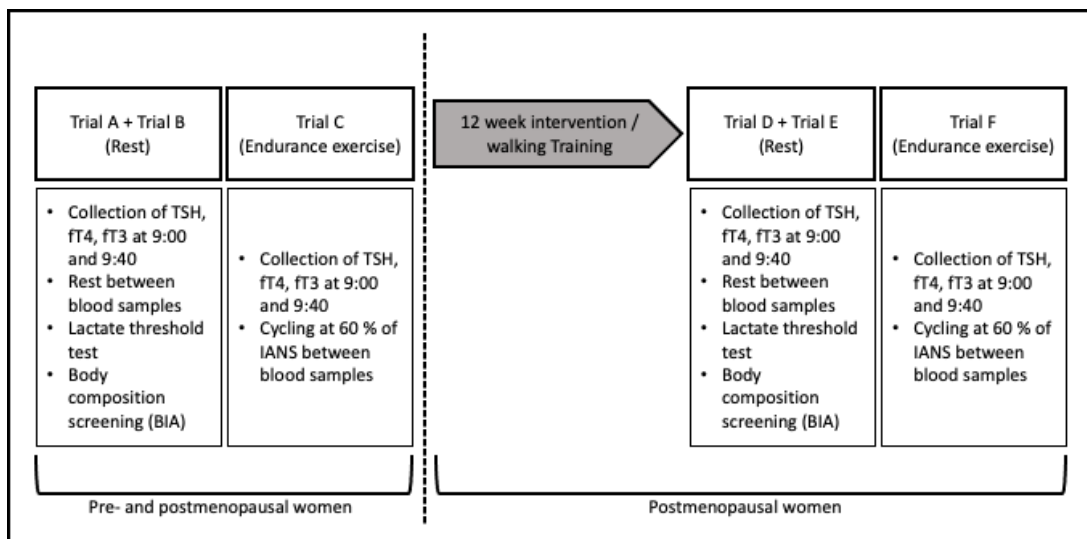 Trial A + Trial B
(Rest)
Trial C
(Endurance exercise)
12 week intervention /
walking Training
Trial D + Trial E
(Rest)
Trial F
(Endurance exercise)
• Collection of TSH,
fT4, fT3 at 9:00
and 9:40
• Rest between
blood samples
• Lactate threshold
test
• Body
composition
screening (BIA)
• Collection of TSH,
fT4, fT3 at 9:00
and 9:40
• Cycling at 60 % of
IANS between
blood samples
• Collection of TSH,
fT4, fT3 at 9:00
and 9:40
• Rest between
blood samples
• Lactate threshold
test
• Body
composition
screening (BIA)
• Collection of TSH,
fT4, fT3 at 9:00
and 9:40
• Cycling at 60 % of
IANS between
blood samples
Pre- and postmenopausal women
Postmenopausal women